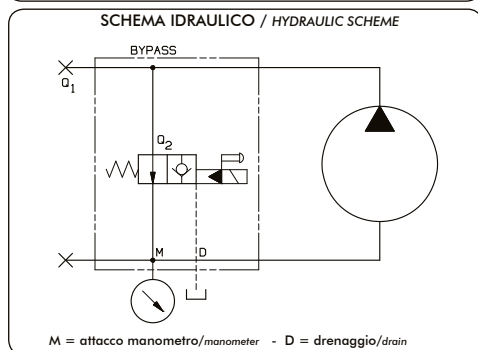 SCHEMA IDRAULICO / HYDRAULIC SCHEME
BYPASS
Q1
Q2
M D
M = attacco manometro/manometer - D = drenaggio/drain